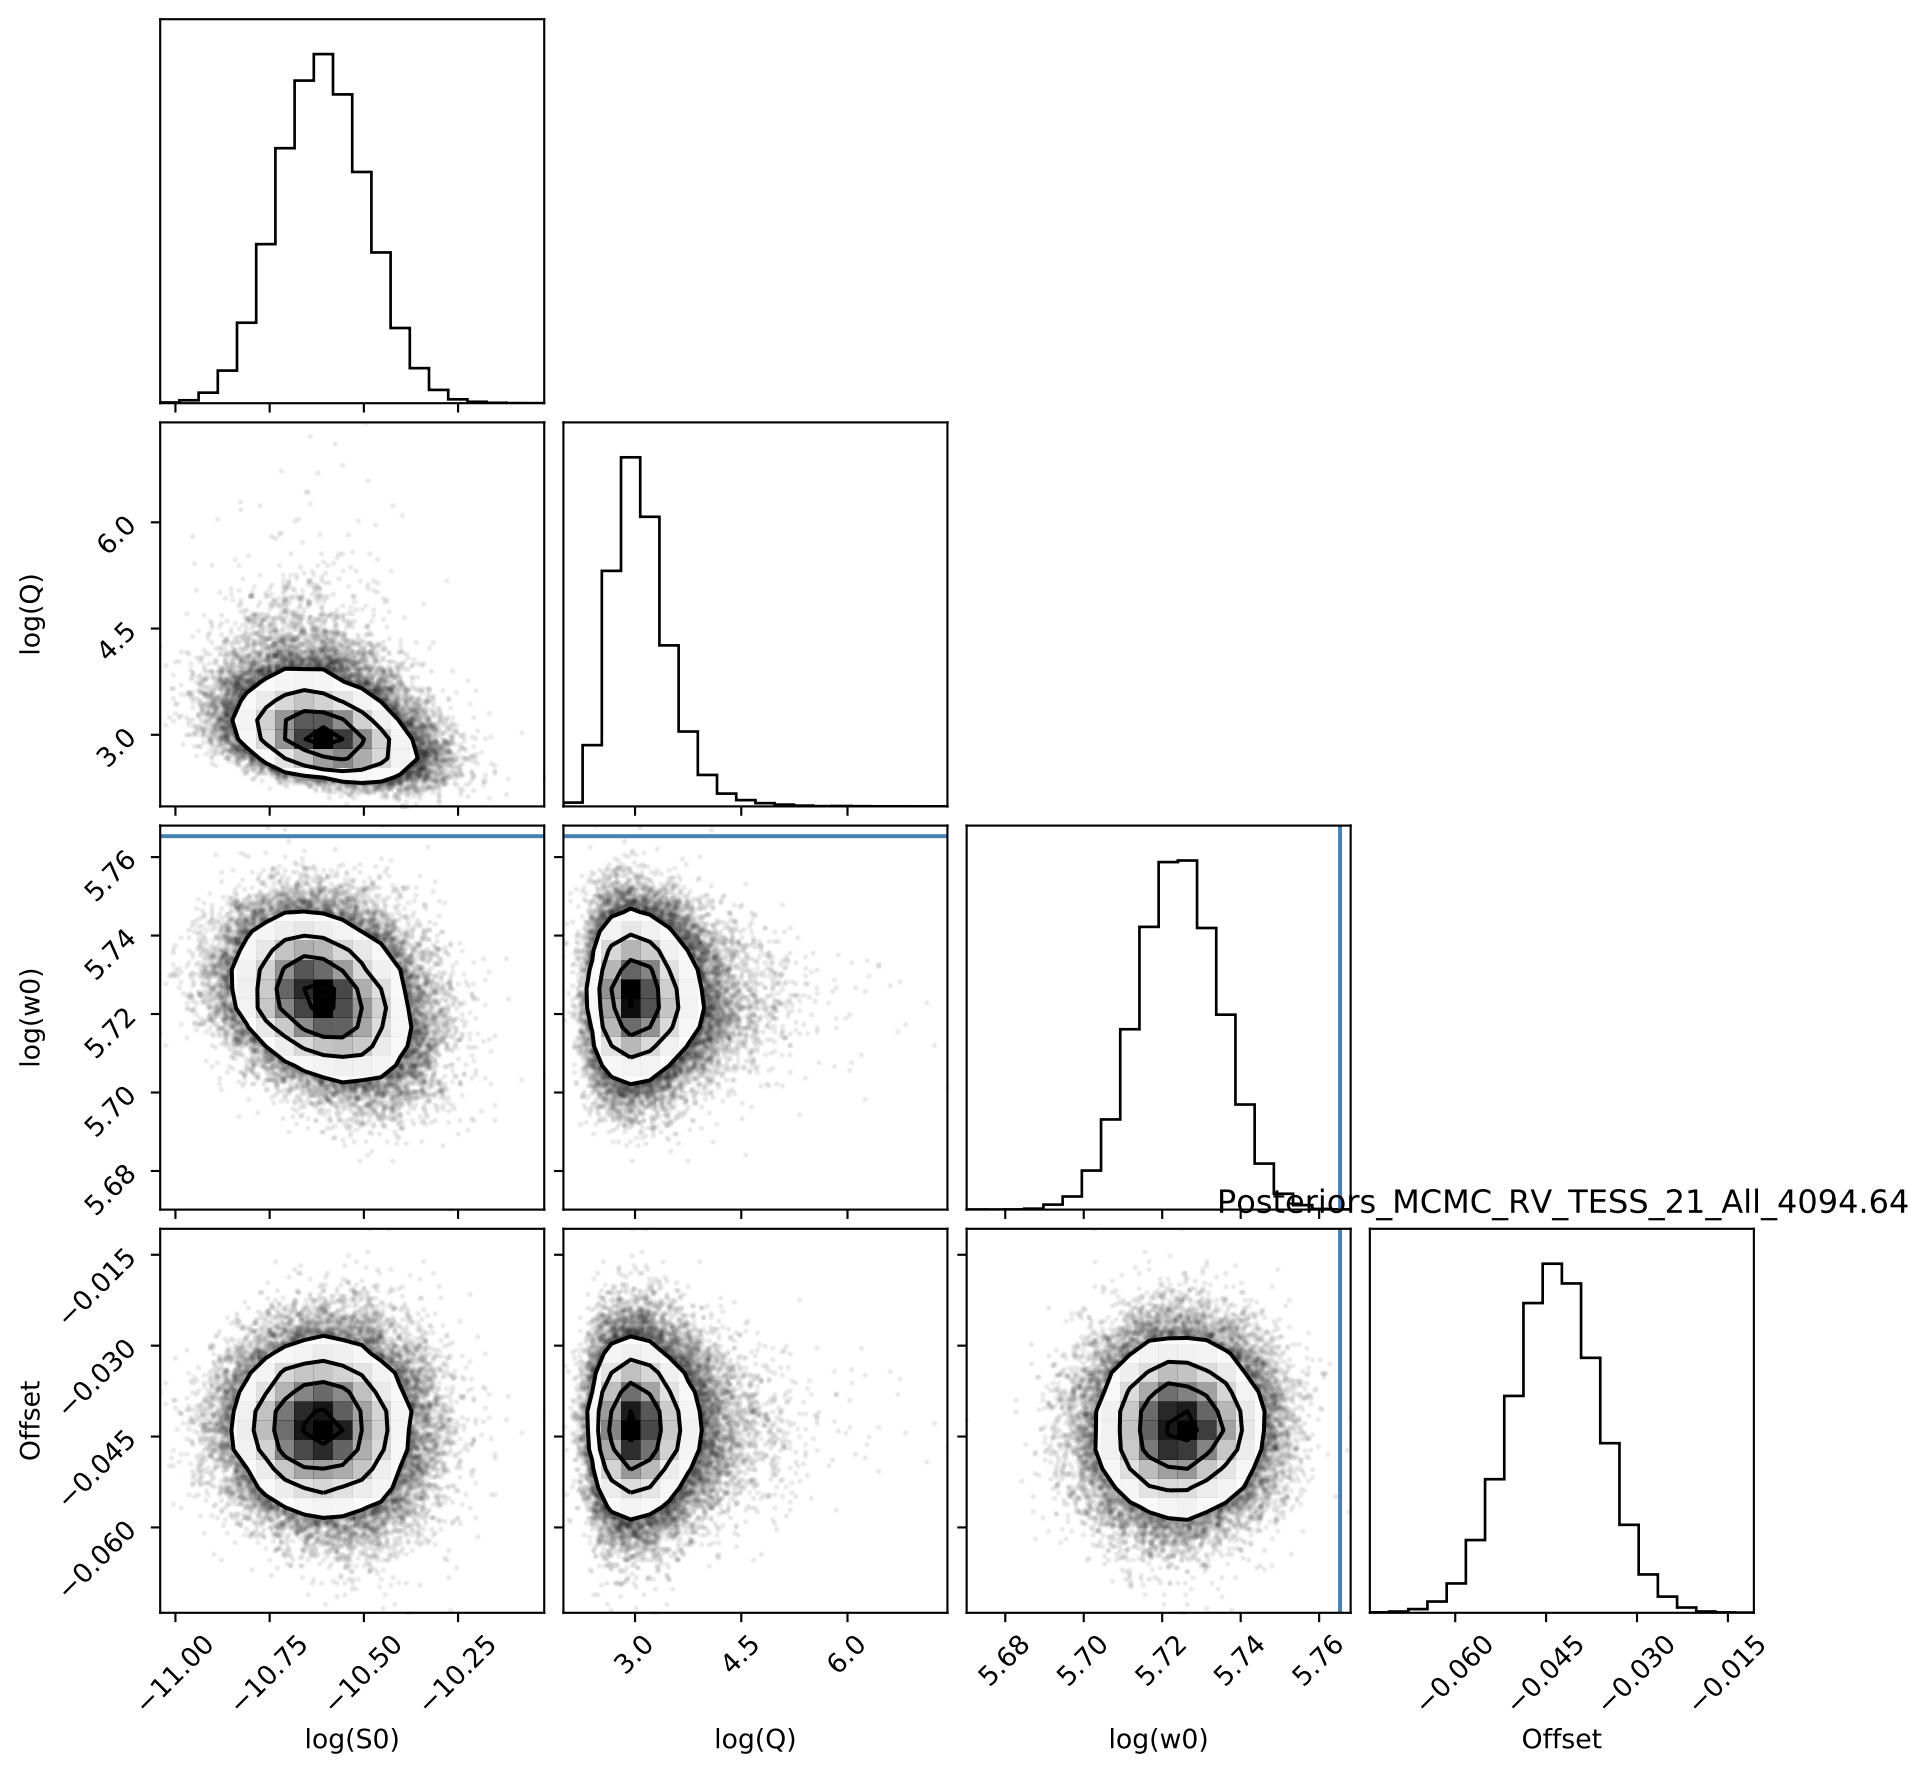 log(Q)
6.0
4.5
3.0
log(w0)
5.76
5.74
5.72
5.70
5.68
Posteriors_MCMC_RV_TESS_21_All_4094.64
Offset
−0.015
−0.030
−0.045
−0.060
−11.00 −10.75 −10.50 −10.25
3.0 4.5 6.0
5.68 5.70 5.72 5.74 5.76
−0.060 −0.045 −0.030 −0.015
log(S0) log(Q) log(w0) Offset